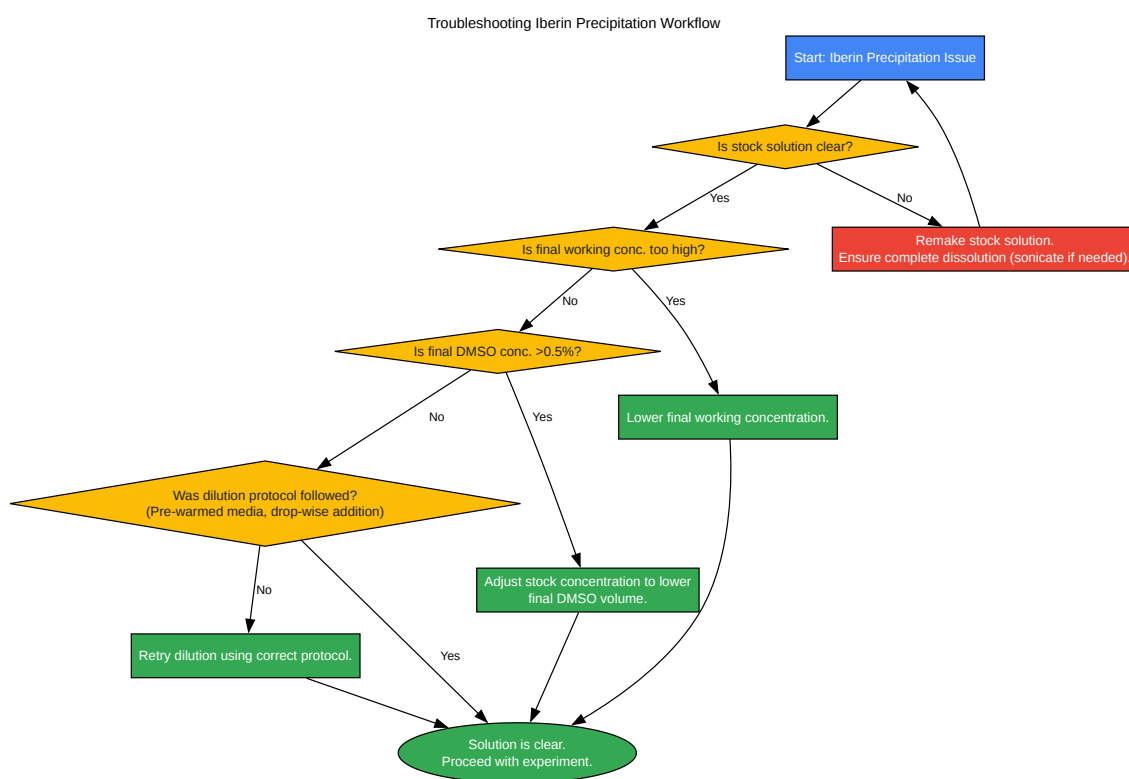 Troubleshooting Iberin Precipitation Workflow
Start: Iberin Precipitation Issue
Is stock solution clear?
Yes
No
Is final working conc. too high?
Remake stock solution.
Ensure complete dissolution (sonicate if needed).
No
Yes
Is final DMSO conc. >0.5%?
Lower final working concentration.
No
Yes
Was dilution protocol followed?
(Pre-warmed media, drop-wise addition)
Adjust stock concentration to lower
final DMSO volume.
No
Yes
Retry dilution using correct protocol.
Solution is clear.
Proceed with experiment.